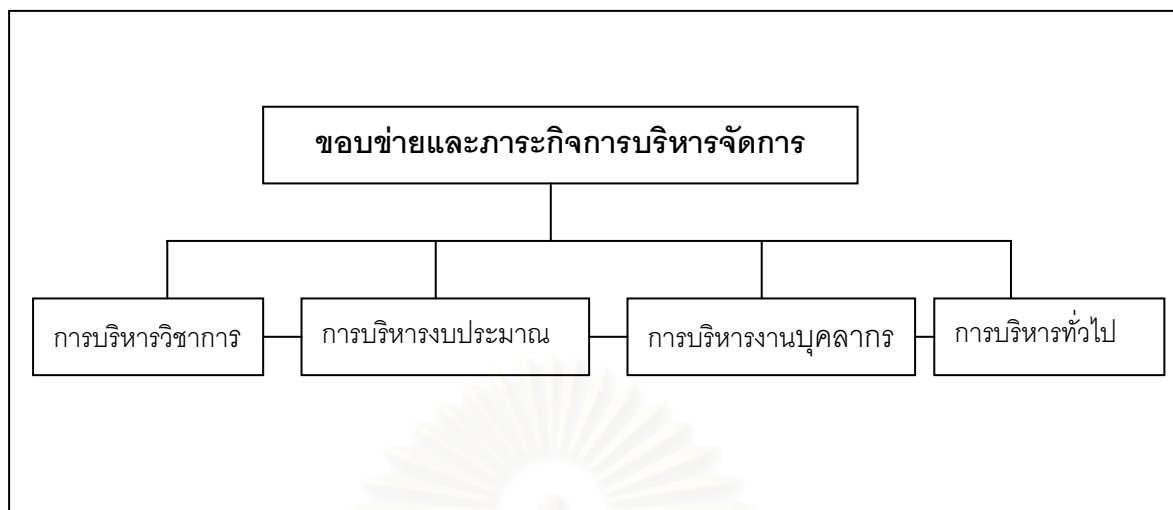 ขอบข่ายและภาระกิจการบริหารจัดการ
การบริหารวิชาการ
การบริหารงบประมาณ
การบริหารงานบุคลากร
การบริหารทั่วไป